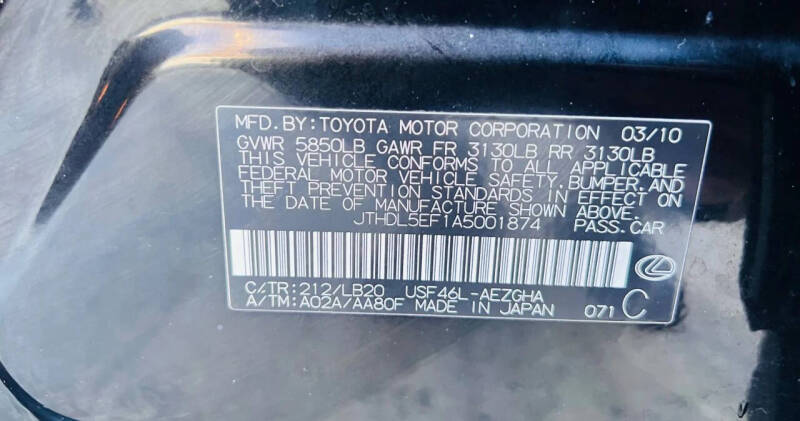 MFD.BY:TOYOTA MOTOR CORPORATION 03/10
GVWR 5850LB GAWR FR 3130LB RR 3130LB
THIS VEHICLE CONFORMS TO ALL APPLICABLE
FEDERAL MOTOR VEHICLE SAFETY,BUMPER,AND
THEFT PREVENTION STANDARDS IN EFFECT ON
THE DATE OF MANUFACTURE SHOWN ABOVE.
JTHDL5EF1A5001874 PASS.CAR
C/TR:212/LB20 USF46L-AEZGHA
A/TM:A02A/AA80F MADE IN JAPAN 071 C